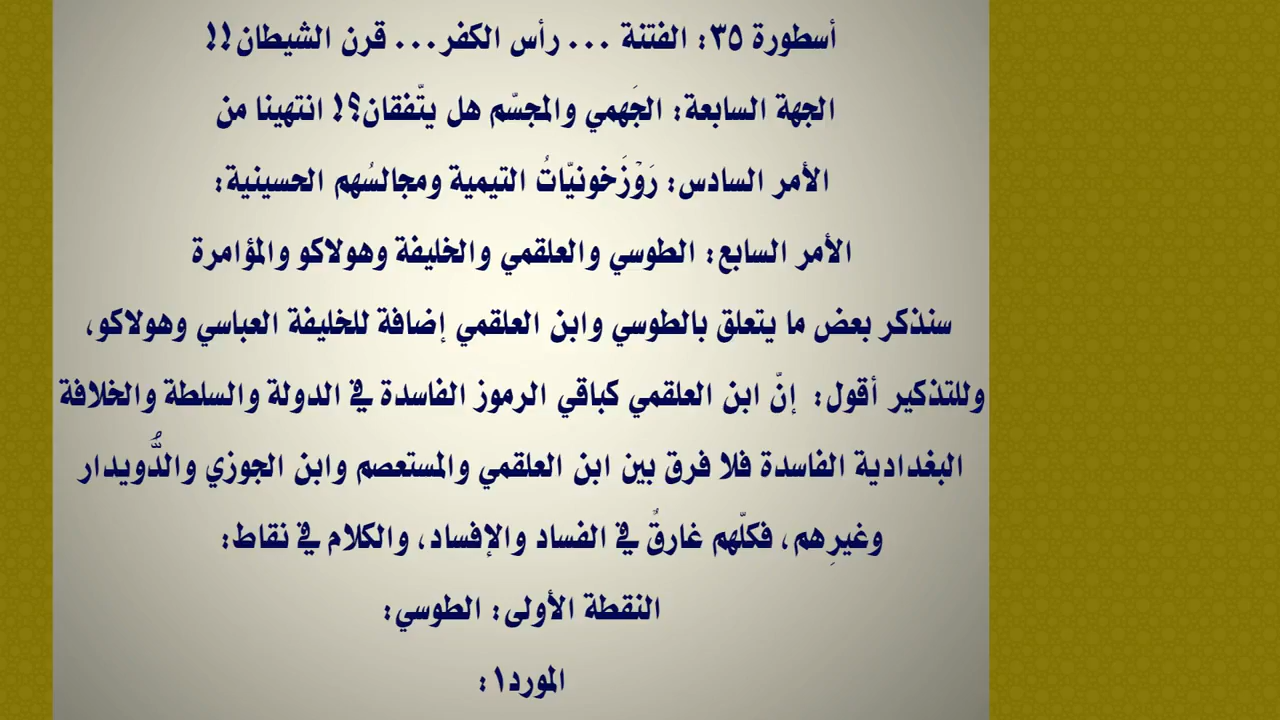 أسطورة ٣٥: الفتنة ... رأس الكفر... قرن الشيطان!!
الجهة السابعة: الجَهمي والمجسّم هل يتّفقان؟! انتهينا من
الأمر السادس: رَوْزَخونيّاتُ التيمية ومجالسُهم الحسينية:
الأمر السابع: الطوسي والعلقمي والخليفة وهولاكو والمؤامرة
سنذكر بعض ما يتعلق بالطوسي وابن العلقمي إضافة للخليفة العباسي وهولاكو،
وللتذكير أقول: إنّ ابن العلقمي كباقي الرموز الفاسدة في الدولة والسلطة والخلافة
البغدادية الفاسدة فلا فرق بين ابن العلقمي والمستعصم وابن الجوزي والدُّويدار
وغيرِهم، فكلّهم غارقٌ في الفساد والإفساد، والكلام في نقاط:
النقطة الأولى: الطوسي:
المورد١: